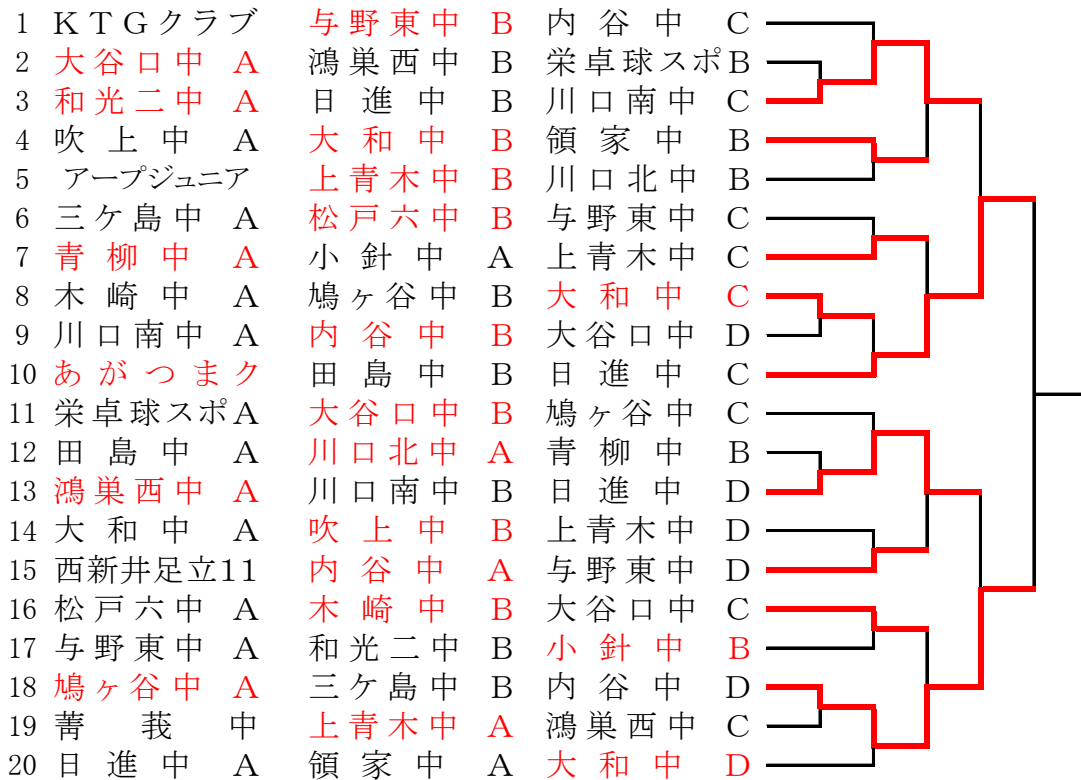 1 KTGクラブ 与野東中 B 内谷中 C
2 大谷口中 A 鴻巣西中 B 栄卓球スポB
3 和光二中 A 日進中 B 川口南中 C
4 吹上中 A 大和中 B 領家中 B
5 アープジュニア 上青木中 B 川口北中 B
6 三ケ島中 A 松戸六中 B 与野東中 C
7 青柳中 A 小針中 A 上青木中 C
8 木崎中 A 鳩ヶ谷中 B 大和中 C
9 川口南中 A 内谷中 B 大谷口中 D
10 あがつまク 田島中 B 日進中 C
11 栄卓球スポA 大谷口中 B 鳩ヶ谷中 C
12 田島中 A 川口北中 A 青柳中 B
13 鴻巣西中 A 川口南中 B 日進中 D
14 大和中 A 吹上中 B 上青木中 D
15 西新井足立11 内谷中 A 与野東中 D
16 松戸六中 A 木崎中 B 大谷口中 C
17 与野東中 A 和光二中 B 小針中 B
18 鳩ヶ谷中 A 三ケ島中 B 内谷中 D
19 菁莪中 上青木中 A 鴻巣西中 C
20 日進中 A 領家中 A 大和中 D